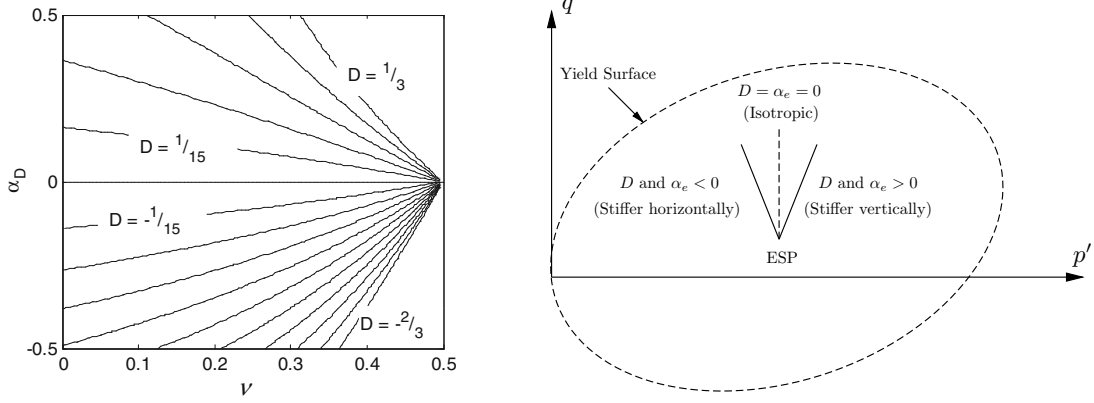 0.5
D = 1/3
D = 1/15
α_D
0
D = -1/15
D = -2/3
-0.5
0
0.1
0.2
0.3
0.4
0.5
ν
q
Yield Surface
D = α_e = 0
(Isotropic)
D and α_e < 0
(Stiffer horizontally)
D and α_e > 0
(Stiffer vertically)
ESP
p′